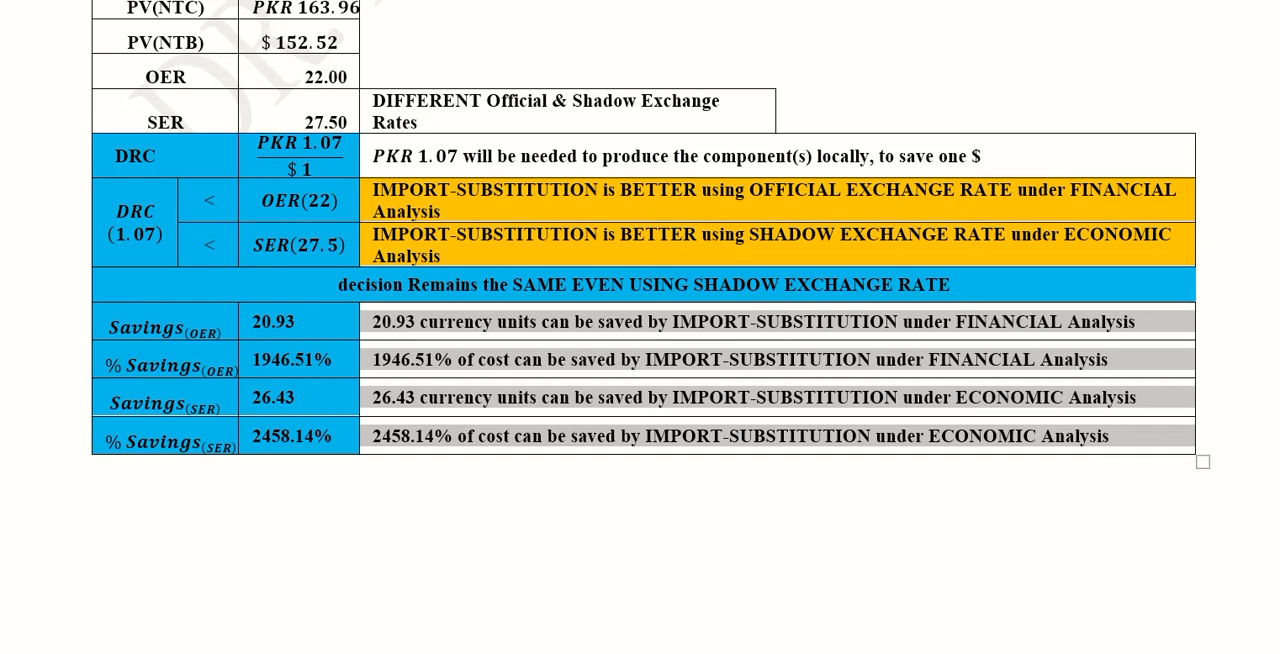 PV(NTC) PKR 163.96
PV(NTB) $ 152.52
OER 22.00
SER 27.50 DIFFERENT Official & Shadow Exchange
Rates
DRC PKR 1.07
$ 1 PKR 1.07 will be needed to produce the component(s) locally, to save one $
DRC
(1.07)
< OER(22) IMPORT-SUBSTITUTION is BETTER using OFFICIAL EXCHANGE RATE under FINANCIAL
Analysis
< SER(27.5) IMPORT-SUBSTITUTION is BETTER using SHADOW EXCHANGE RATE under ECONOMIC
Analysis
decision Remains the SAME EVEN USING SHADOW EXCHANGE RATE
Savings(OER) 20.93 20.93 currency units can be saved by IMPORT-SUBSTITUTION under FINANCIAL Analysis
% Savings(OER) 1946.51% 1946.51% of cost can be saved by IMPORT-SUBSTITUTION under FINANCIAL Analysis
Savings(SER) 26.43 26.43 currency units can be saved by IMPORT-SUBSTITUTION under ECONOMIC Analysis
% Savings(SER) 2458.14% 2458.14% of cost can be saved by IMPORT-SUBSTITUTION under ECONOMIC Analysis